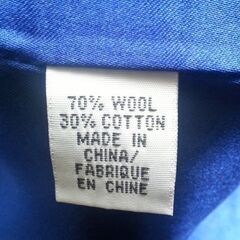 70% WOOL
30% COTTON
MADE IN
CHINA/
FABRIQUE
EN CHINE